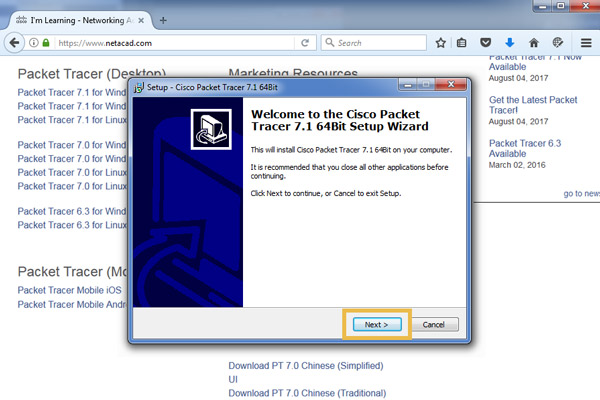 I'm Learning - Networking A
https://www.netacad.com
Search
Packet Tracer (Desktop)
Packet Tracer 7.1 for Wind
Packet Tracer 7.1 for Wind
Packet Tracer 7.1 for Linux
Packet Tracer 7.0 for Wind
Packet Tracer 7.0 for Wind
Packet Tracer 7.0 for Linux
Packet Tracer 7.0 for Linux
Packet Tracer 6.3 for Wind
Packet Tracer 6.3 for Linux
Packet Tracer (Mo
Packet Tracer Mobile iOS
Packet Tracer Mobile Andr
Marketing Resources
Setup - Cisco Packet Tracer 7.1 64Bit
Welcome to the Cisco Packet
Tracer 7.1 64Bit Setup Wizard
This will install Cisco Packet Tracer 7.1 64Bit on your computer.
It is recommended that you close all other applications before
continuing.
Click Next to continue, or Cancel to exit Setup.
Next >
Cancel
Download PT 7.0 Chinese (Simplified)
UI
Download PT 7.0 Chinese (Traditional)
Packet Tracer 7.1 Now
Available
August 04, 2017
Get the Latest Packet
Tracer!
August 04, 2017
Packet Tracer 6.3
Available
March 02, 2016
go to news